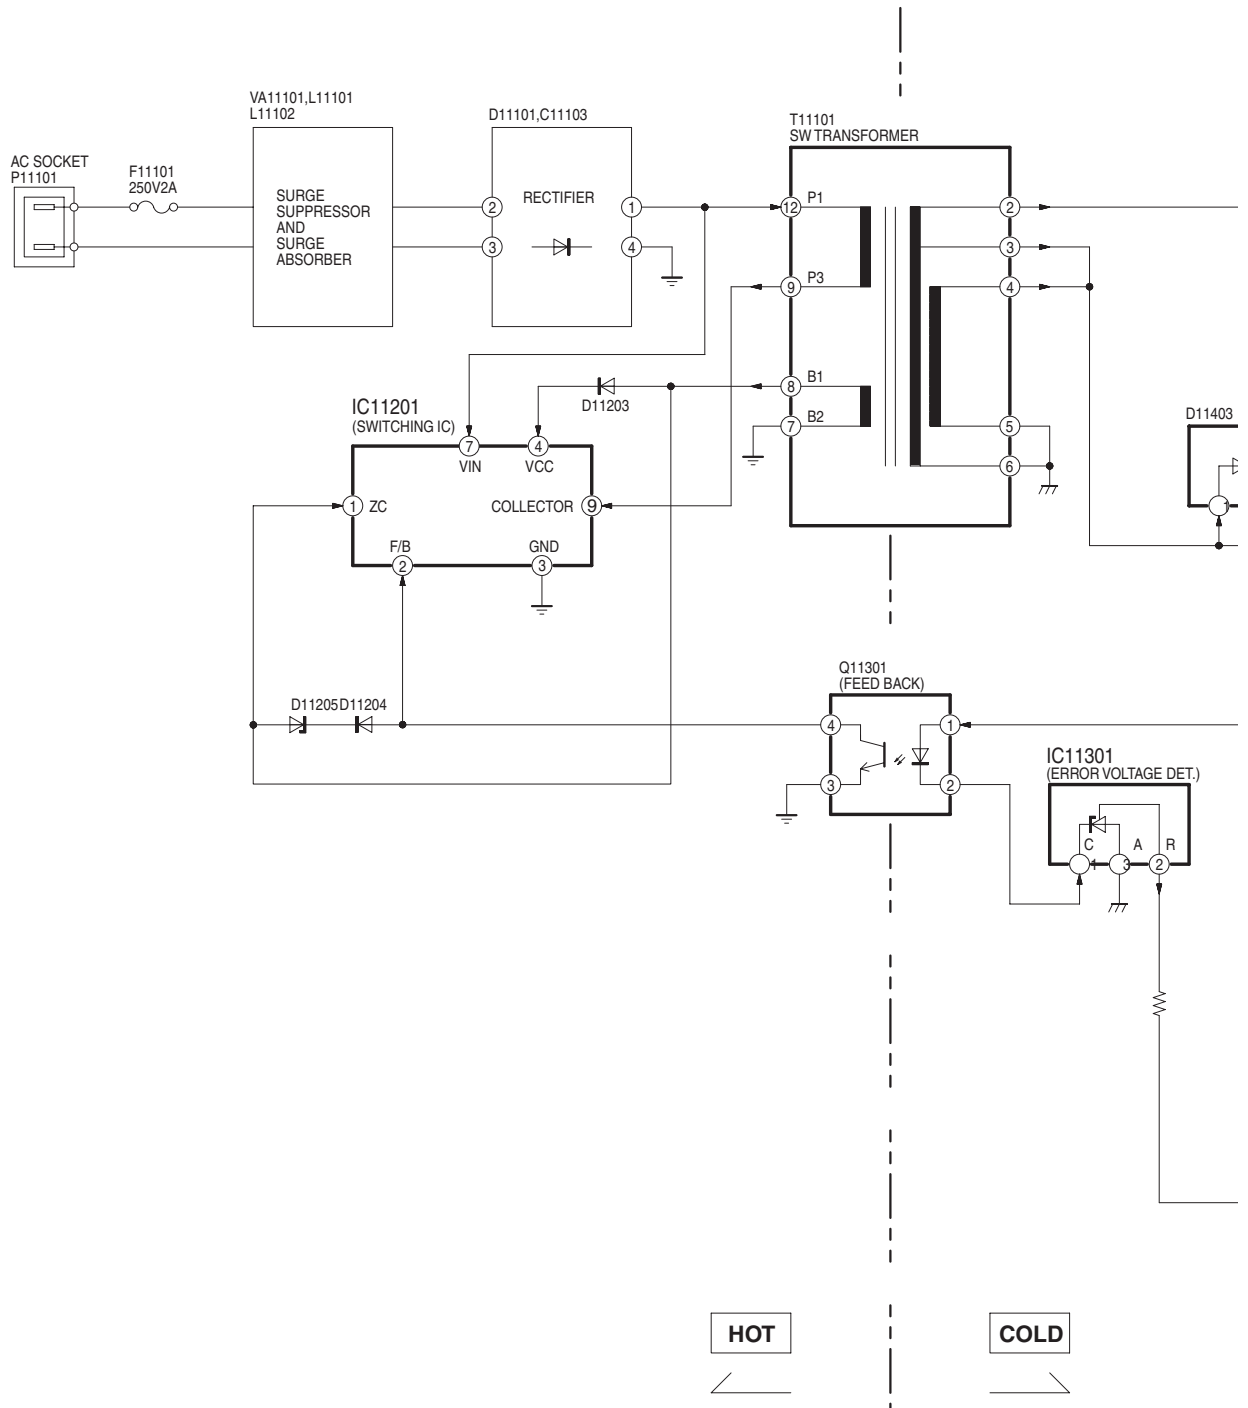 VA11101,L11101
L11102
D11101,C11103
T11101
SW TRANSFORMER
AC SOCKET
P11101
F11101
250V2A
SURGE
SUPPRESSOR
AND
SURGE
ABSORBER
2
3
RECTIFIER
1
4
12 P1
9 P3
8 B1
7 B2
2
3
4
5
6
D11203
IC11201
(SWITCHING IC)
7
VIN
4
VCC
1 ZC
COLLECTOR 9
F/B
2
GND
3
D11403
1
D11205 D11204
Q11301
(FEED BACK)
4
3
1
2
IC11301
(ERROR VOLTAGE DET.)
C A R
1 3 2
HOT
COLD